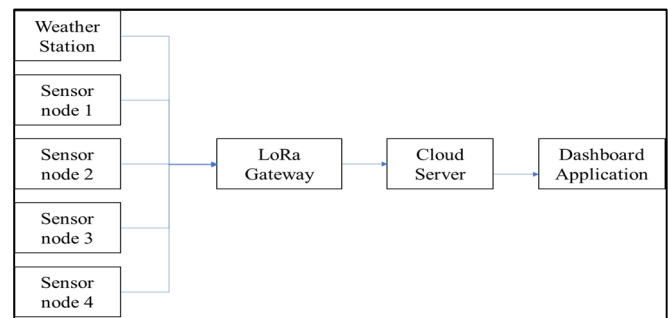 Weather
Station
Sensor
node 1
Sensor
node 2
Sensor
node 3
Sensor
node 4
LoRa
Gateway
Cloud
Server
Dashboard
Application